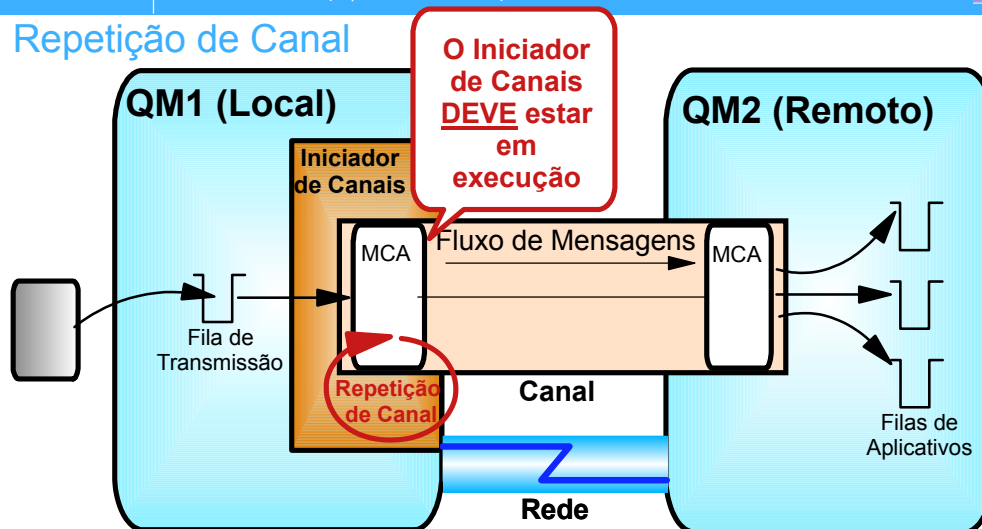 Repetição de Canal
O Iniciador
de Canais
DEVE estar
em
execução
QM1 (Local)
QM2 (Remoto)
Iniciador
de Canais
MCA
Fluxo de Mensagens
MCA
Fila de
Transmissão
Repetição
de Canal
Canal
Filas de
Aplicativos
Rede